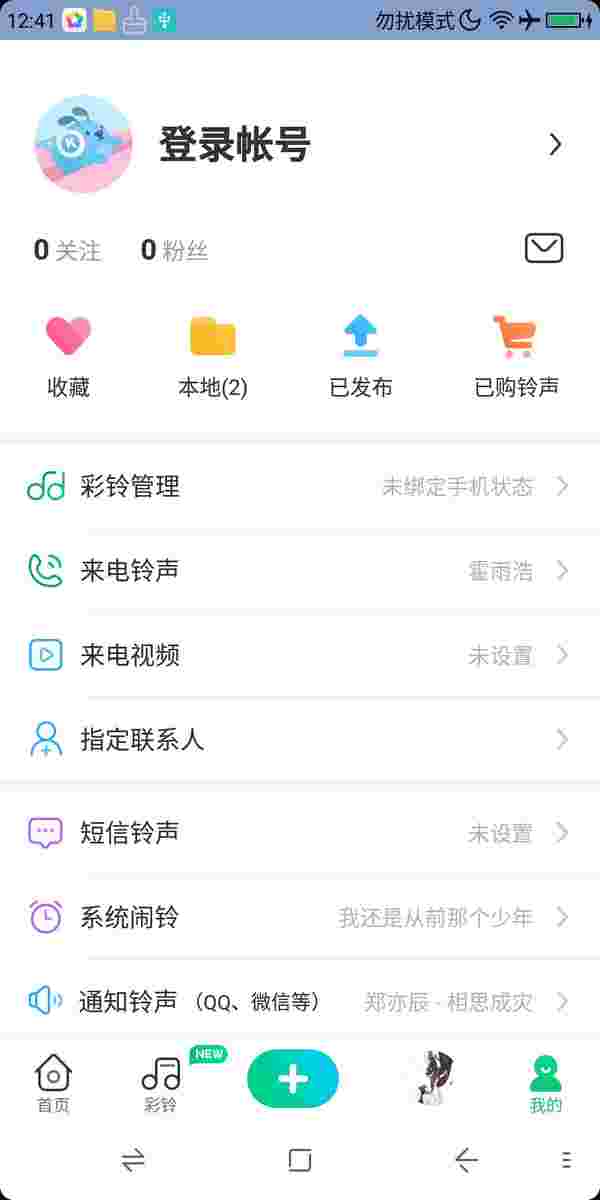 12:41 勿扰模式
登录帐号
0 关注 0 粉丝
收藏 本地(2) 已发布 已购铃声
彩铃管理 未绑定手机状态
来电铃声 霍雨浩
来电视频 未设置
指定联系人
短信铃声 未设置
系统闹铃 我还是从前那个少年
通知铃声（QQ、微信等） 郑亦辰 - 相思成灾
NEW
首页 彩铃 我的